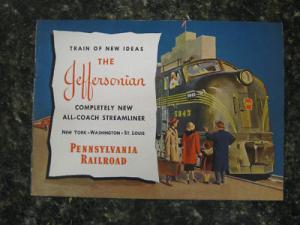 TRAIN OF NEW IDEAS
THE
Jeffersonian
COMPLETELY NEW
ALL-COACH STREAMLINER
NEW YORK-WASHINGTON-ST. LOUIS
PENNSYLVANIA
RAILROAD